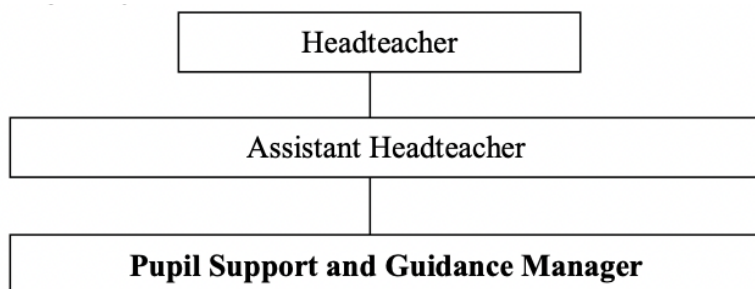 Headteacher
Assistant Headteacher
Pupil Support and Guidance Manager